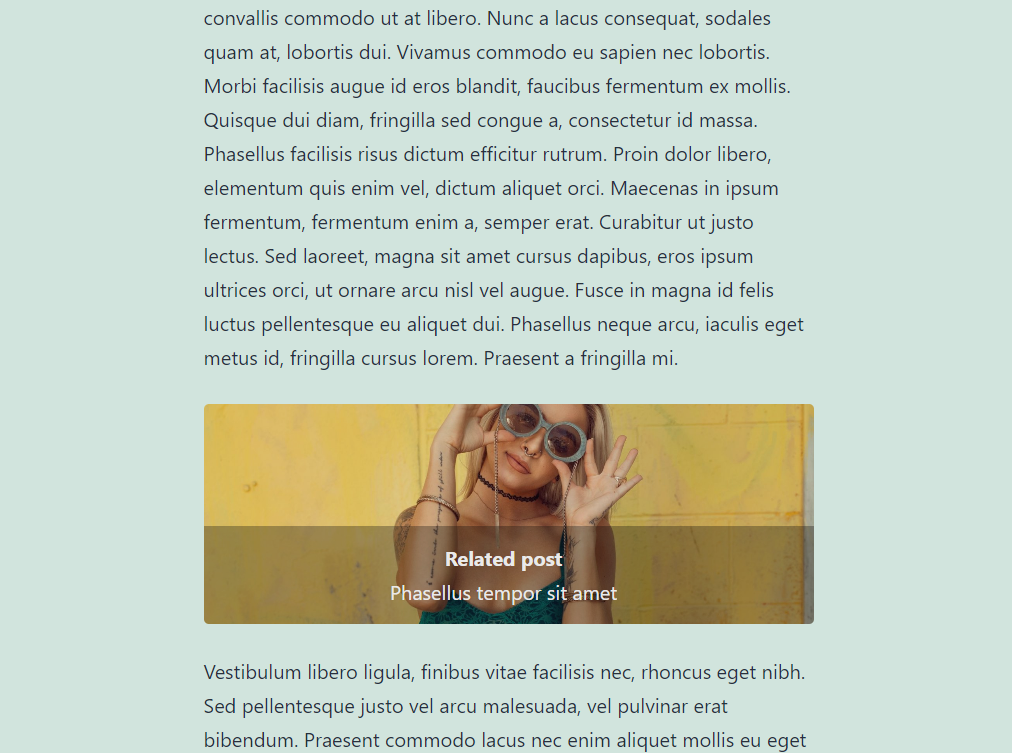 convallis commodo ut at libero. Nunc a lacus consequat, sodales
quam at, lobortis dui. Vivamus commodo eu sapien nec lobortis.
Morbi facilisis augue id eros blandit, faucibus fermentum ex mollis.
Quisque dui diam, fringilla sed congue a, consectetur id massa.
Phasellus facilisis risus dictum efficitur rutrum. Proin dolor libero,
elementum quis enim vel, dictum aliquet orci. Maecenas in ipsum
fermentum, fermentum enim a, semper erat. Curabitur ut justo
lectus. Sed laoreet, magna sit amet cursus dapibus, eros ipsum
ultrices orci, ut ornare arcu nisl vel augue. Fusce in magna id felis
luctus pellentesque eu aliquet dui. Phasellus neque arcu, iaculis eget
metus id, fringilla cursus lorem. Praesent a fringilla mi.
Related post
Phasellus tempor sit amet
Vestibulum libero ligula, finibus vitae facilisis nec, rhoncus eget nibh.
Sed pellentesque justo vel arcu malesuada, vel pulvinar erat
bibendum. Praesent commodo lacus nec enim aliquet mollis eu eget